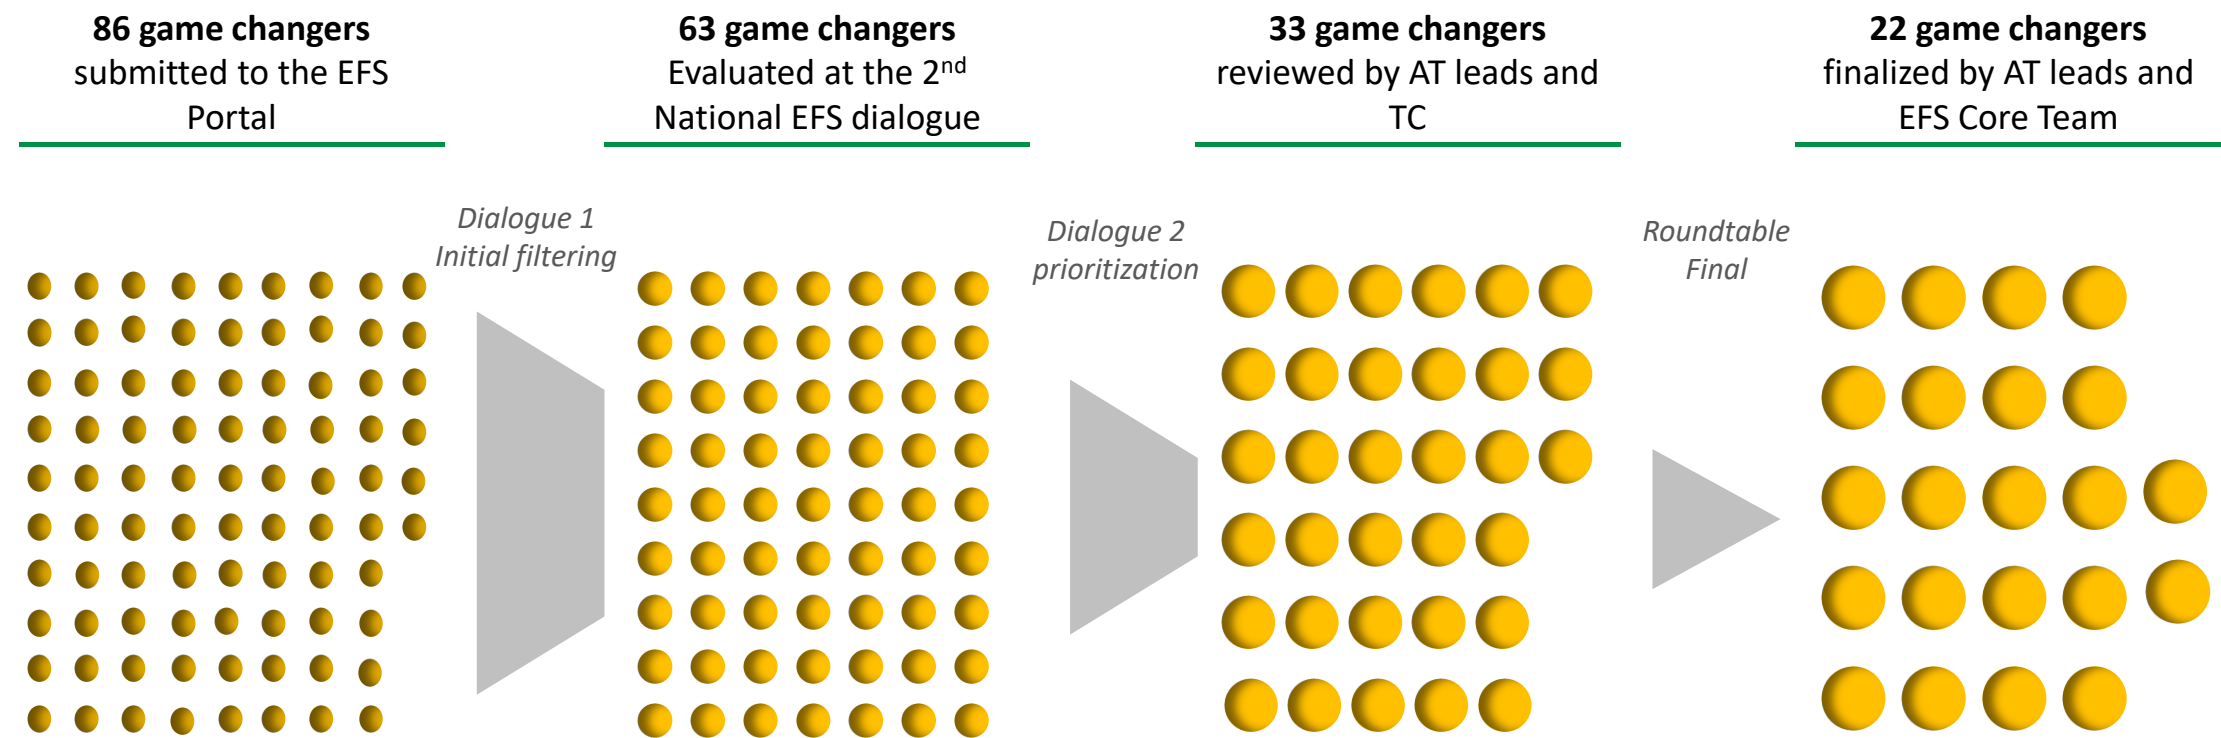 86 game changers
submitted to the EFS
Portal
63 game changers
Evaluated at the 2nd
National EFS dialogue
33 game changers
reviewed by AT leads and
TC
22 game changers
finalized by AT leads and
EFS Core Team
Dialogue 1
Initial filtering
Dialogue 2
prioritization
Roundtable
Final